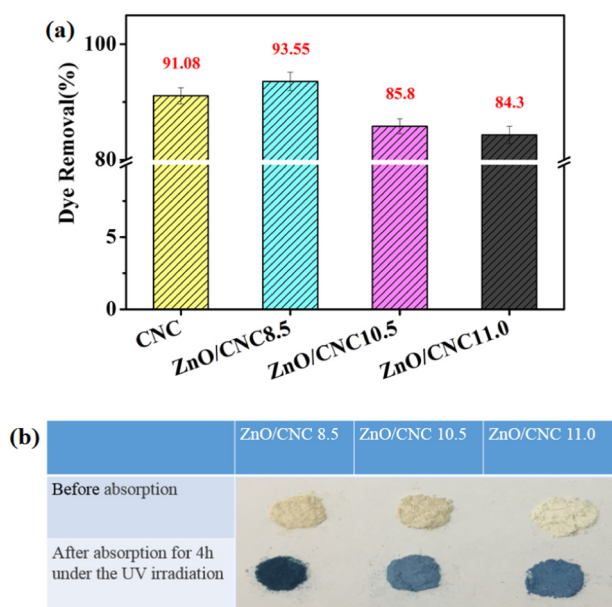 (a)
Dye Removal(%)
100
80
5
0
91.08
93.55
85.8
84.3
CNC
ZnO/CNC8.5
ZnO/CNC10.5
ZnO/CNC11.0
(b)
ZnO/CNC 8.5
ZnO/CNC 10.5
ZnO/CNC 11.0
Before absorption
After absorption for 4h
under the UV irradiation